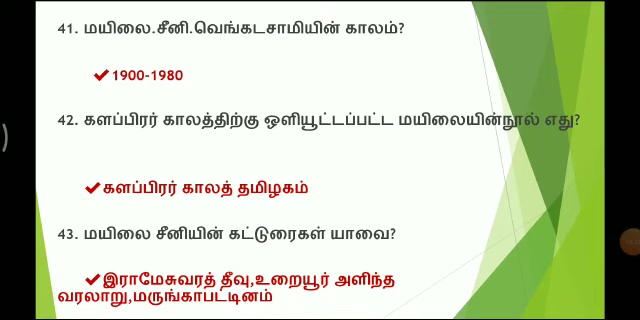 41. மயிலை.சீனி.வெங்கடசாமியின் காலம்?
✓1900-1980
42. களப்பிரர் காலத்திற்கு ஒளியூட்டப்பட்ட மயிலையின்நூல் எது?
✓களப்பிரர் காலத் தமிழகம்
43. மயிலை சீனியின் கட்டுரைகள் யாவை?
✓இராமேசுவரத் தீவு,உறையூர் அளிந்த
வரலாறு,மருங்காபட்டினம்